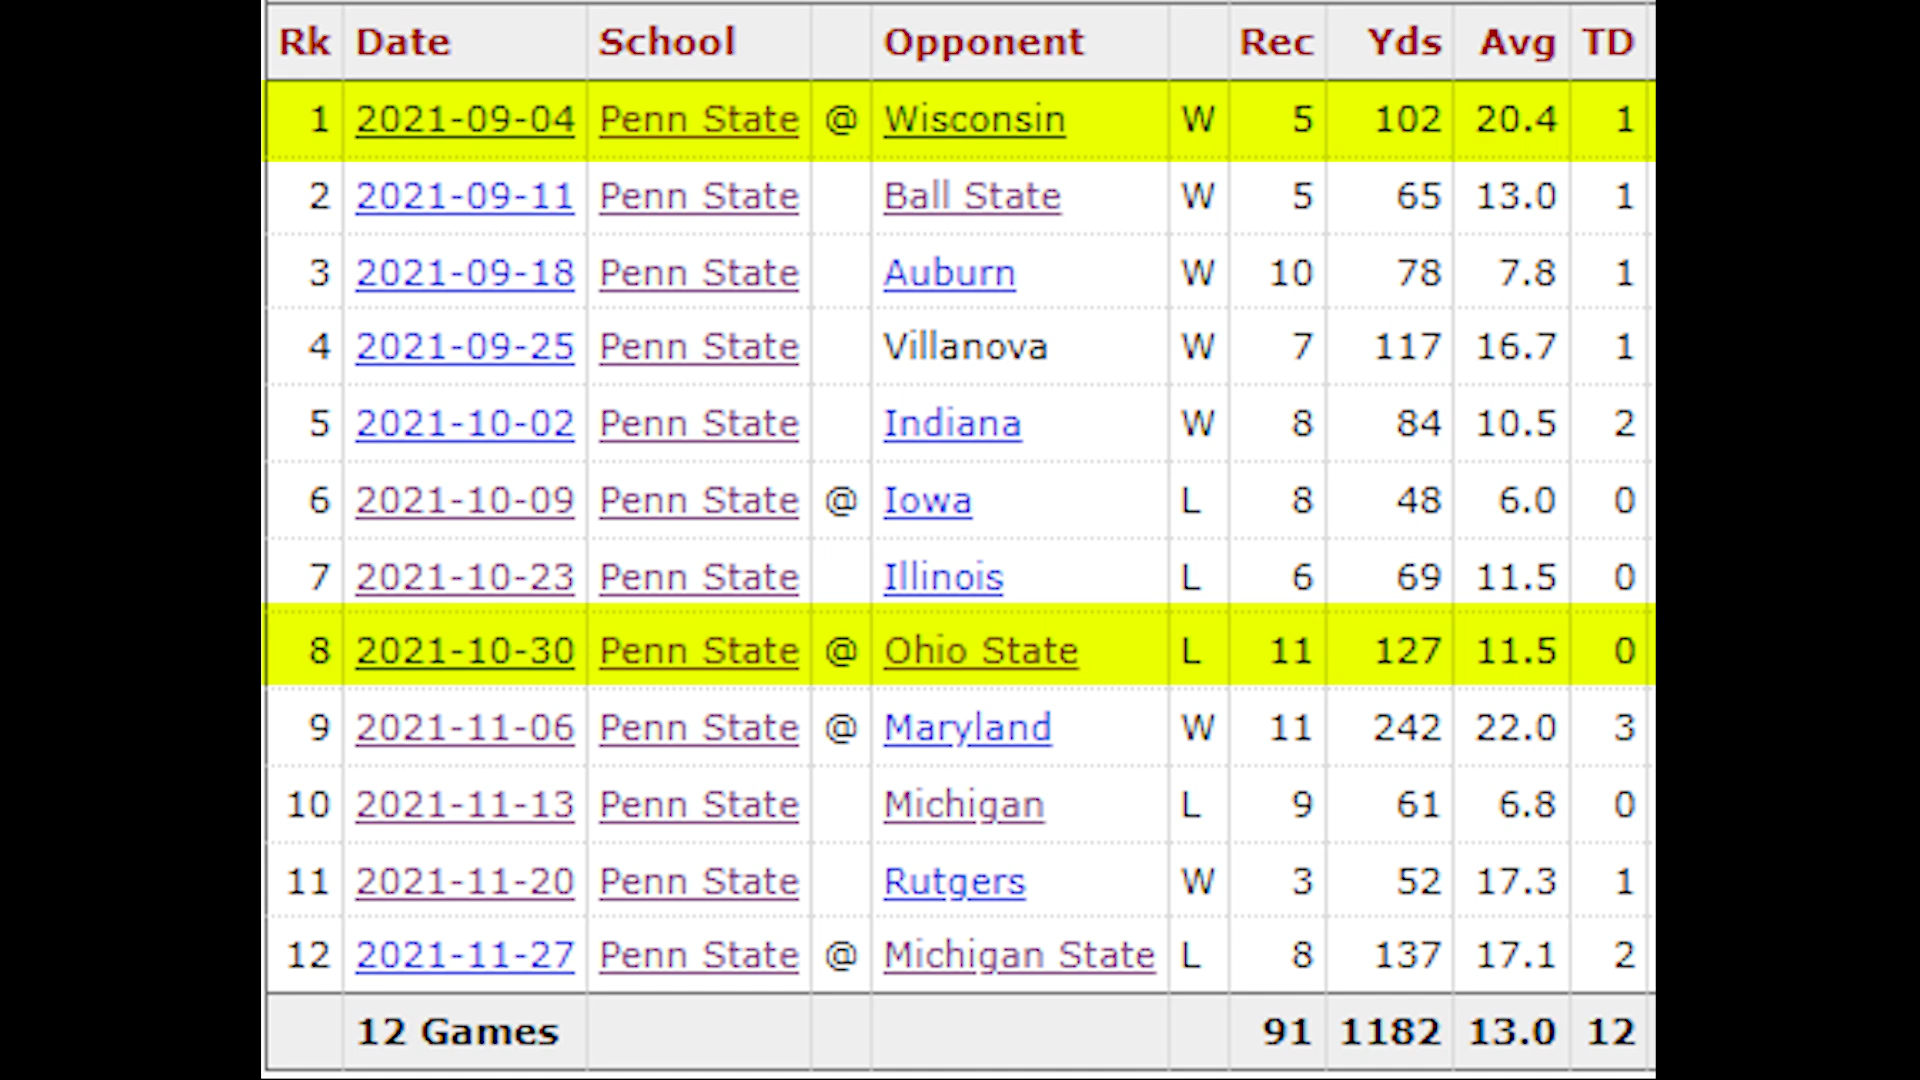 Rk Date School Opponent Rec Yds Avg TD
1 2021-09-04 Penn State @ Wisconsin W 5 102 20.4 1
2 2021-09-11 Penn State Ball State W 5 65 13.0 1
3 2021-09-18 Penn State Auburn W 10 78 7.8 1
4 2021-09-25 Penn State Villanova W 7 117 16.7 1
5 2021-10-02 Penn State Indiana W 8 84 10.5 2
6 2021-10-09 Penn State @ Iowa L 8 48 6.0 0
7 2021-10-23 Penn State Illinois L 6 69 11.5 0
8 2021-10-30 Penn State @ Ohio State L 11 127 11.5 0
9 2021-11-06 Penn State @ Maryland W 11 242 22.0 3
10 2021-11-13 Penn State Michigan L 9 61 6.8 0
11 2021-11-20 Penn State Rutgers W 3 52 17.3 1
12 2021-11-27 Penn State @ Michigan State L 8 137 17.1 2
12 Games 91 1182 13.0 12